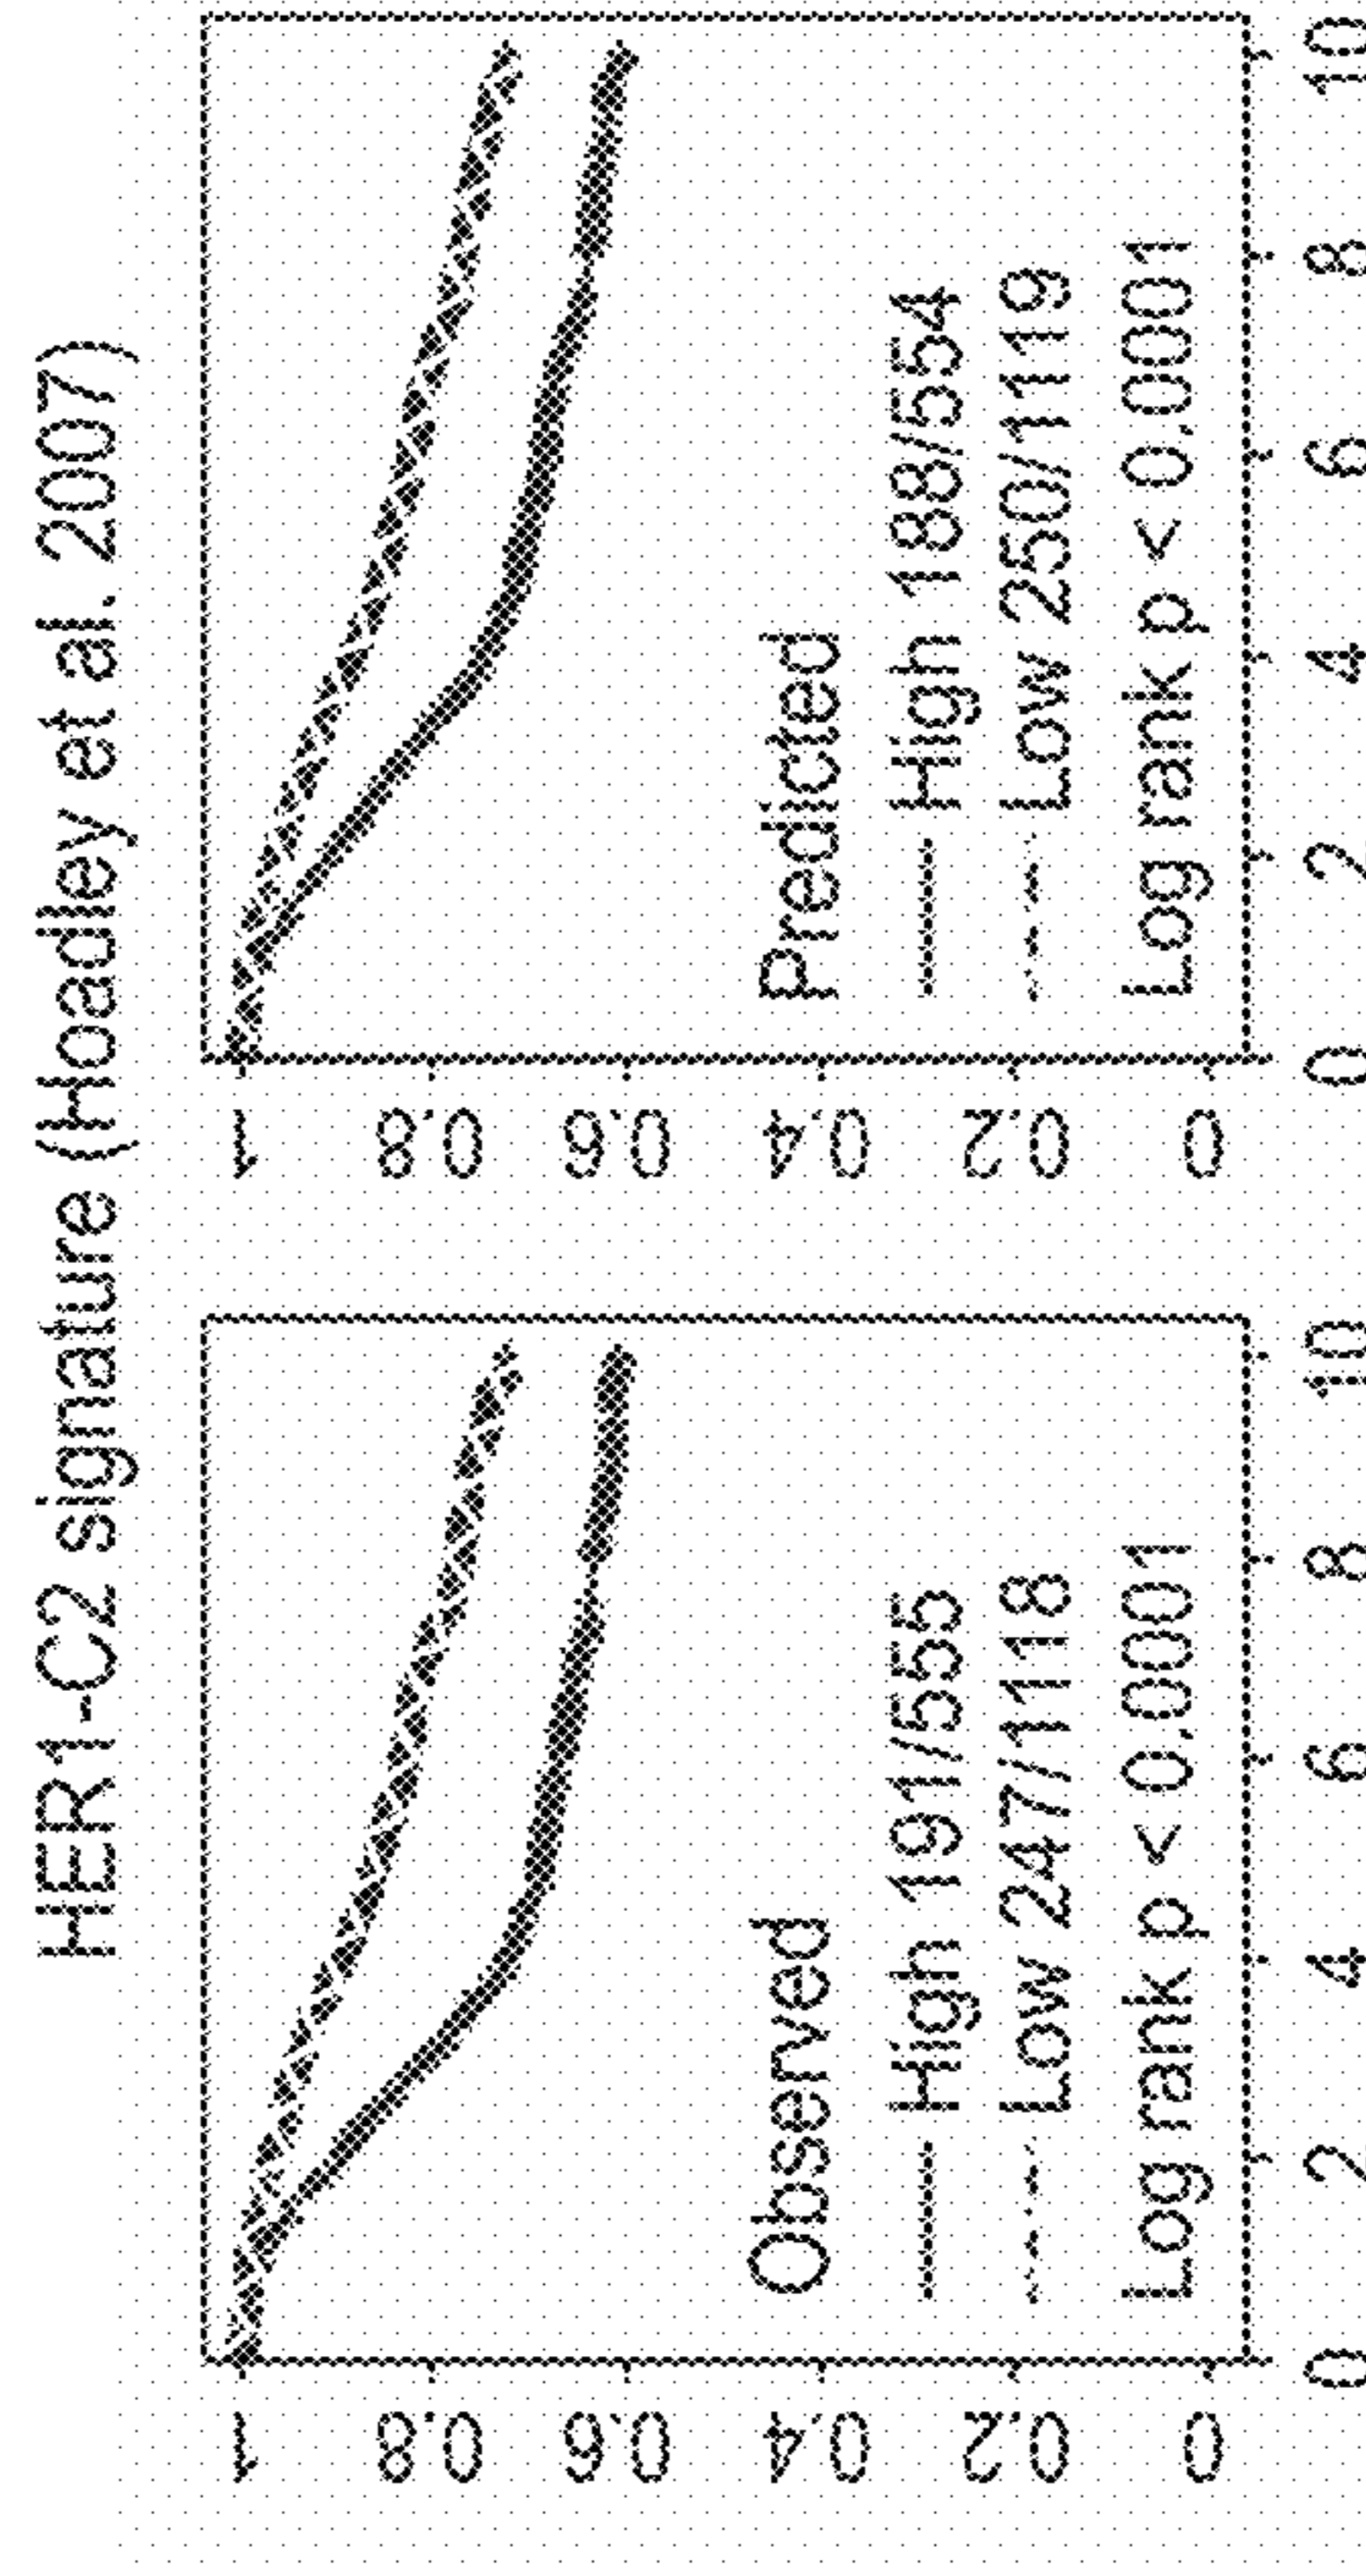 HER1-C2 signature (Hoadley et al. 2007)
1
0.8
0.6
0.4
0.2
0
Observed
High 191/555
Low 247/1118
Log rank p < 0.0001
0 2 4 6 8 10
1
0.8
0.6
0.4
0.2
0
Predicted
High 188/554
Low 250/1119
Log rank p < 0.0001
0 2 4 6 8 10